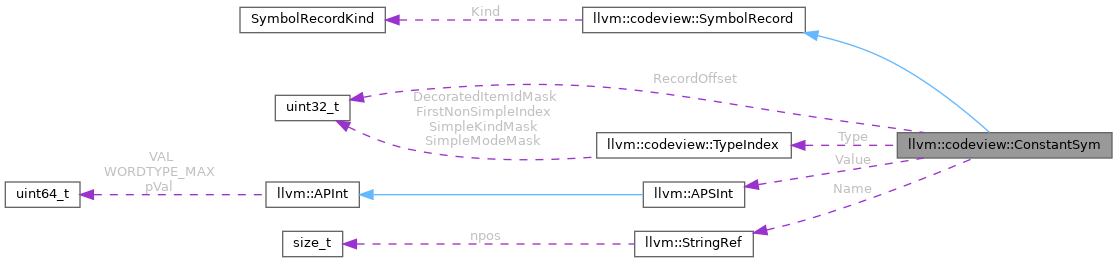 SymbolRecordKind
Kind
llvm::codeview::SymbolRecord
RecordOffset
uint32_t
DecoratedItemIdMask
FirstNonSimpleIndex
SimpleKindMask
SimpleModeMask
llvm::codeview::TypeIndex
Type
llvm::codeview::ConstantSym
Value
VAL
WORDTYPE_MAX
pVal
uint64_t
llvm::APInt
llvm::APSInt
Name
size_t
npos
llvm::StringRef